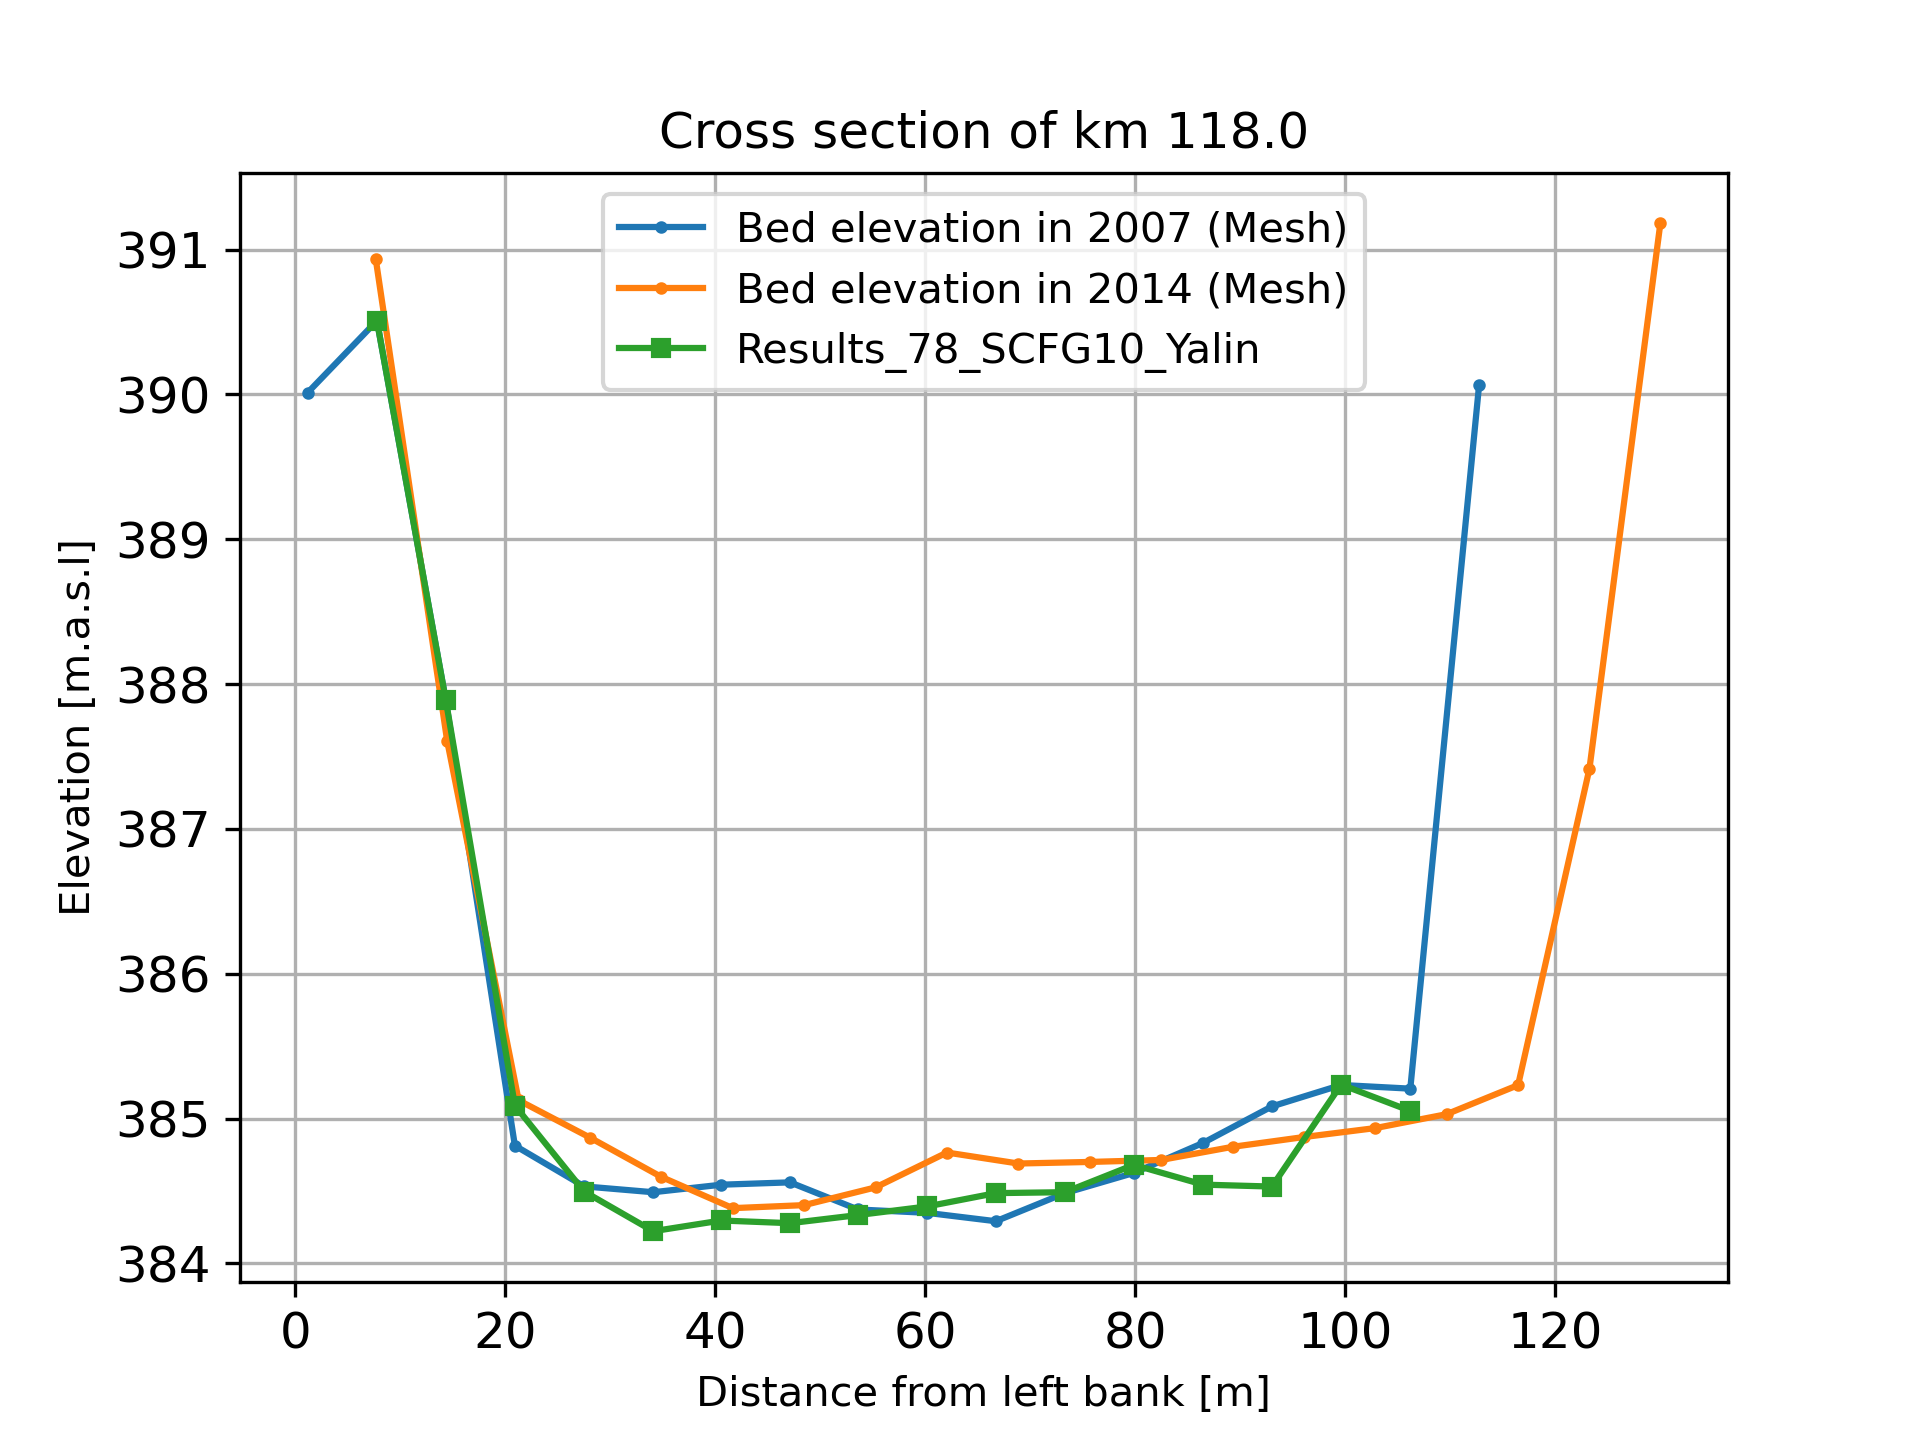 Cross section of km 118.0
Bed elevation in 2007 (Mesh)
Bed elevation in 2014 (Mesh)
Results_78_SCFG10_Yalin
Elevation [m.a.s.l]
391
390
389
388
387
386
385
384
0 20 40 60 80 100 120
Distance from left bank [m]